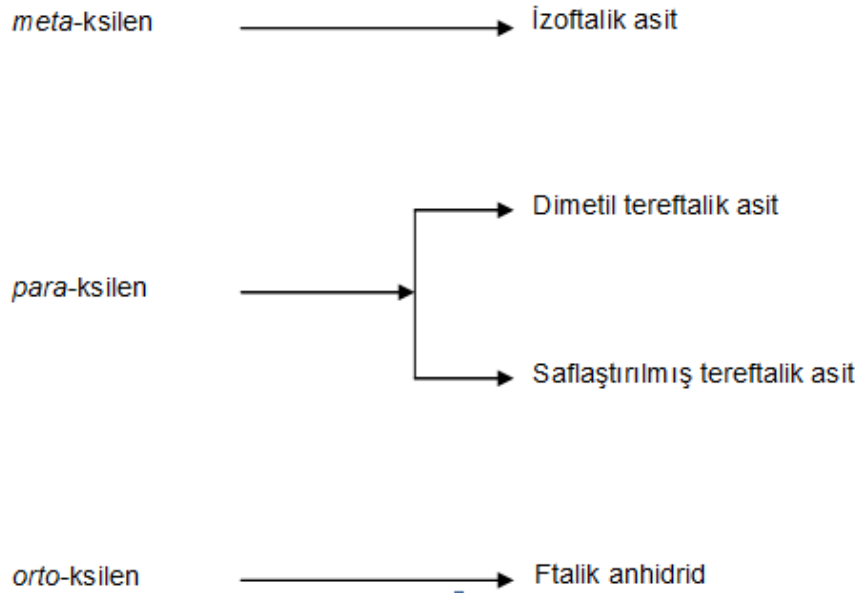 meta-ksilen
İzoftalik asit
Dimetil tereftalik asit
para-ksilen
Saflaştırılmış tereftalik asit
orto-ksilen
Ftalik anhidrid